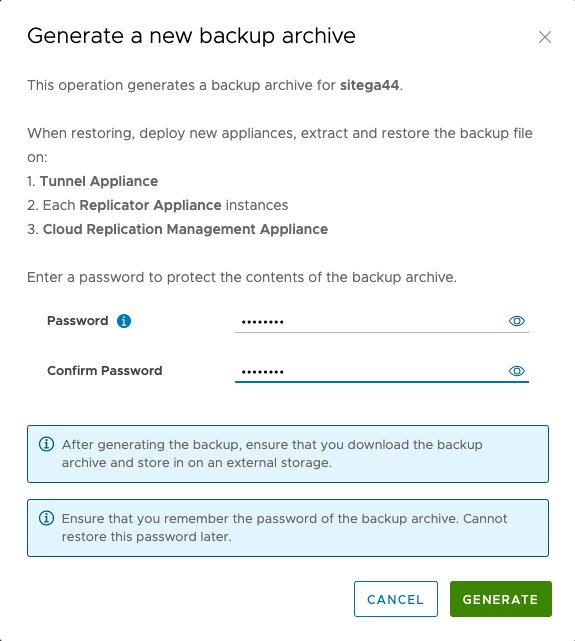 Generate a new backup archive
This operation generates a backup archive for sitega44.
When restoring, deploy new appliances, extract and restore the backup file
on:
1. Tunnel Appliance
2. Each Replicator Appliance instances
3. Cloud Replication Management Appliance
Enter a password to protect the contents of the backup archive.
Password
••••••••
Confirm Password
••••••••
After generating the backup, ensure that you download the backup
archive and store in on an external storage.
Ensure that you remember the password of the backup archive. Cannot
restore this password later.
CANCEL GENERATE